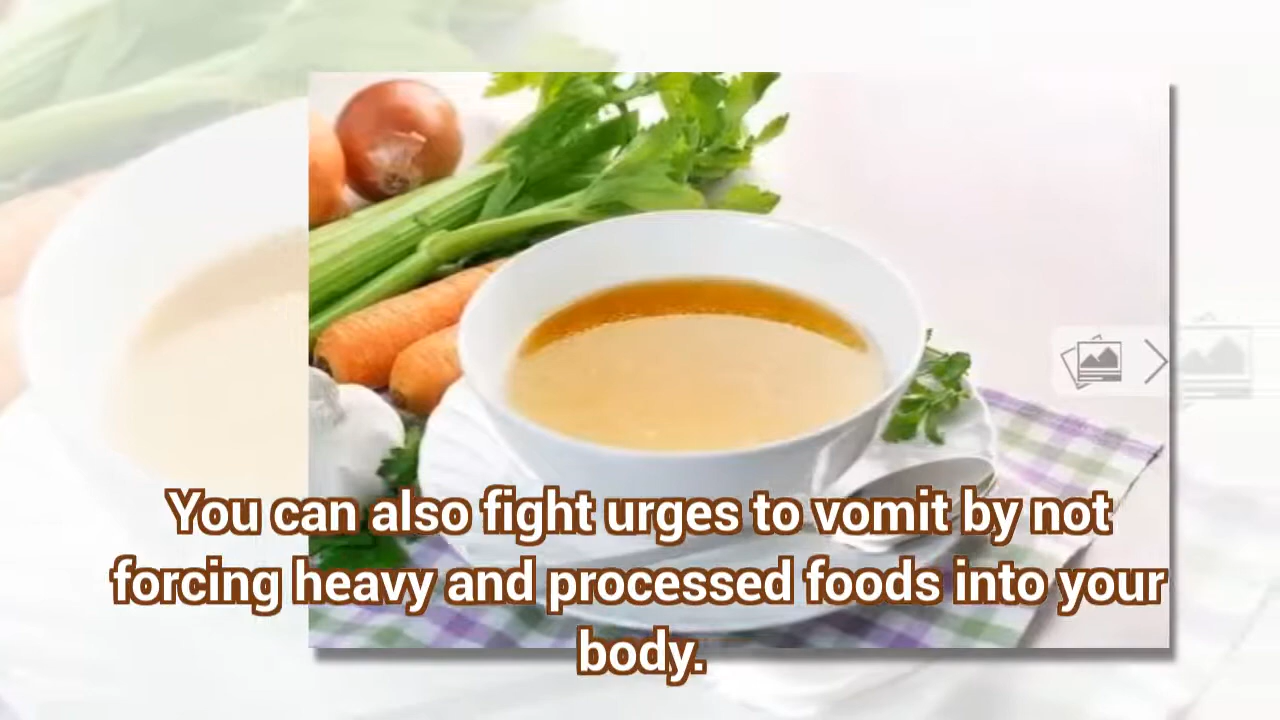 You can also fight urges to vomit by not
forcing heavy and processed foods into your
body.